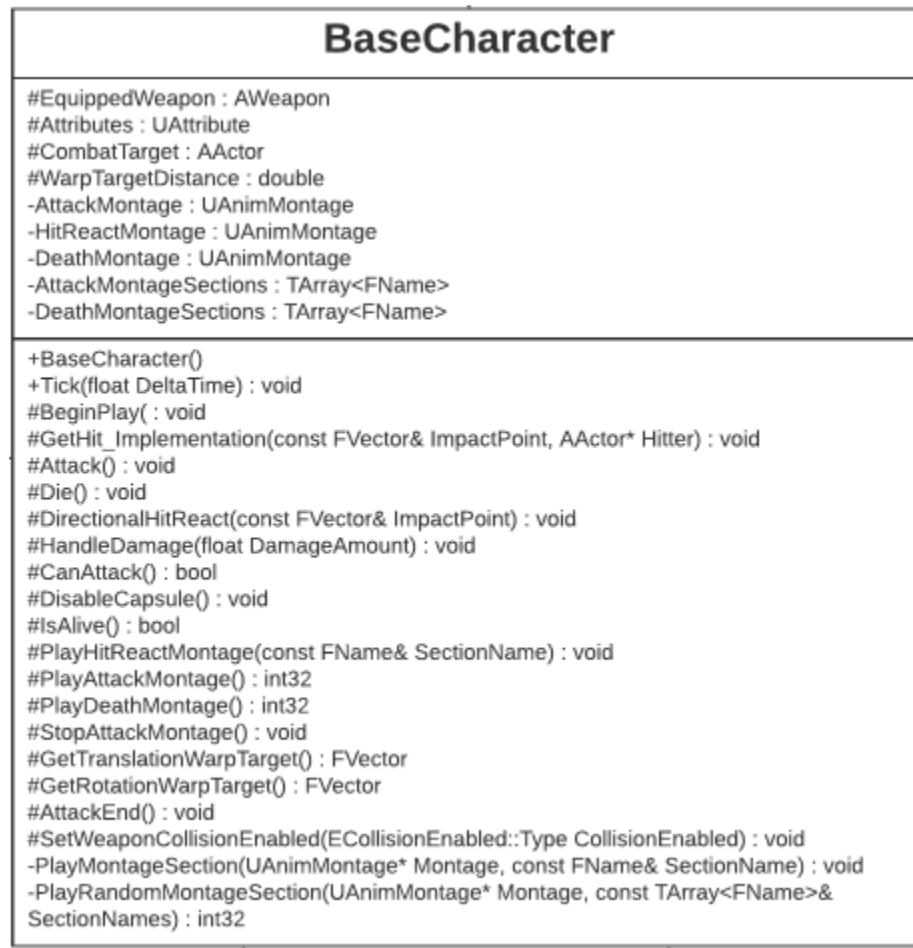 BaseCharacter
#EquippedWeapon : AWeapon
#Attributes : UAttribute
#CombatTarget : AActor
#WarpTargetDistance : double
-AttackMontage : UAnimMontage
-HitReactMontage : UAnimMontage
-DeathMontage : UAnimMontage
-AttackMontageSections : TArray<FName>
-DeathMontageSections : TArray<FName>
+BaseCharacter()
+Tick(float DeltaTime) : void
#BeginPlay( : void
#GetHit_Implementation(const FVector& ImpactPoint, AActor* Hitter) : void
#Attack() : void
#Die() : void
#DirectionalHitReact(const FVector& ImpactPoint) : void
#HandleDamage(float DamageAmount) : void
#CanAttack() : bool
#DisableCapsule() : void
#IsAlive() : bool
#PlayHitReactMontage(const FName& SectionName) : void
#PlayAttackMontage() : int32
#PlayDeathMontage() : int32
#StopAttackMontage() : void
#GetTranslationWarpTarget() : FVector
#GetRotationWarpTarget() : FVector
#AttackEnd() : void
#SetWeaponCollisionEnabled(ECollisionEnabled::Type CollisionEnabled) : void
-PlayMontageSection(UAnimMontage* Montage, const FName& SectionName) : void
-PlayRandomMontageSection(UAnimMontage* Montage, const TArray<FName>&
SectionNames) : int32